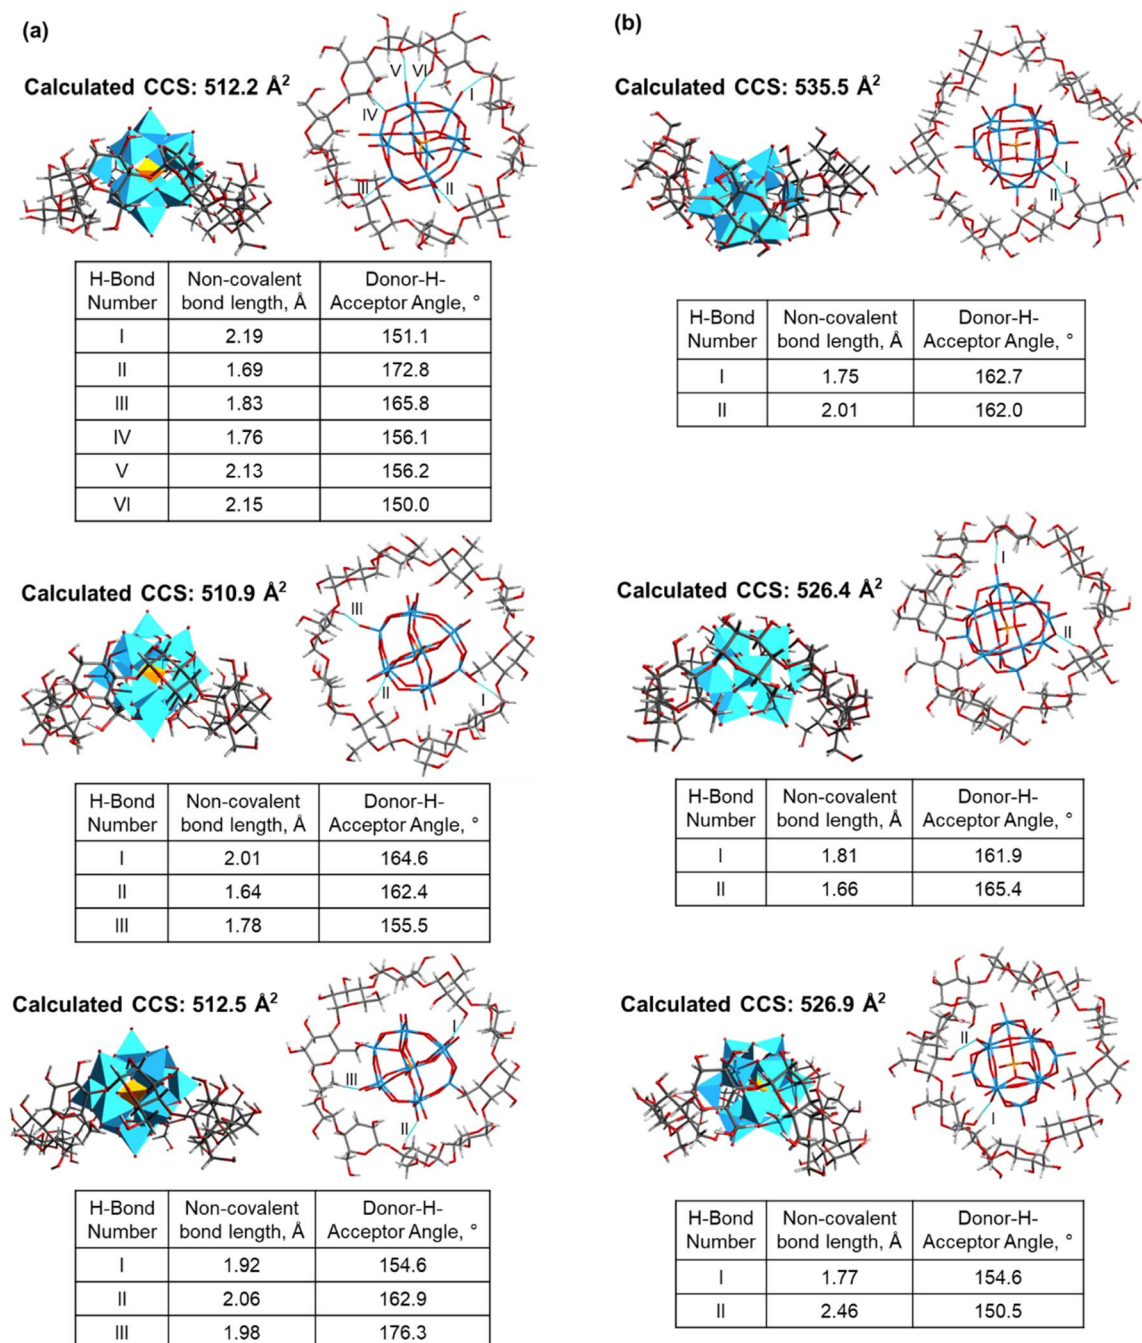 (a)
Calculated CCS: 512.2 Å²
I
II
III
IV
V
VI
H-Bond Number | Non-covalent bond length, Å | Donor-H-Acceptor Angle, °
I | 2.19 | 151.1
II | 1.69 | 172.8
III | 1.83 | 165.8
IV | 1.76 | 156.1
V | 2.13 | 156.2
VI | 2.15 | 150.0
Calculated CCS: 510.9 Å²
III
II
I
H-Bond Number | Non-covalent bond length, Å | Donor-H-Acceptor Angle, °
I | 2.01 | 164.6
II | 1.64 | 162.4
III | 1.78 | 155.5
Calculated CCS: 512.5 Å²
I
III
II
H-Bond Number | Non-covalent bond length, Å | Donor-H-Acceptor Angle, °
I | 1.92 | 154.6
II | 2.06 | 162.9
III | 1.98 | 176.3
(b)
Calculated CCS: 535.5 Å²
I
II
H-Bond Number | Non-covalent bond length, Å | Donor-H-Acceptor Angle, °
I | 1.75 | 162.7
II | 2.01 | 162.0
Calculated CCS: 526.4 Å²
I
II
H-Bond Number | Non-covalent bond length, Å | Donor-H-Acceptor Angle, °
I | 1.81 | 161.9
II | 1.66 | 165.4
Calculated CCS: 526.9 Å²
II
I
H-Bond Number | Non-covalent bond length, Å | Donor-H-Acceptor Angle, °
I | 1.77 | 154.6
II | 2.46 | 150.5